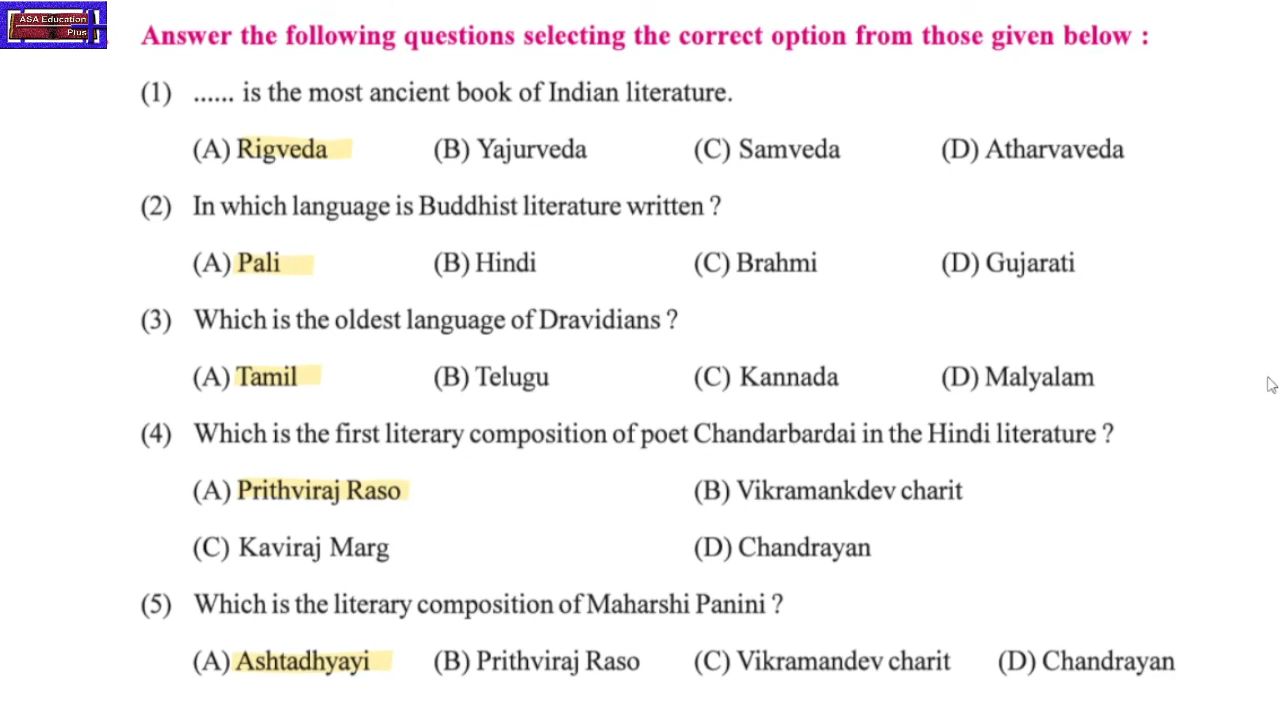 ASA Education
Plus
Answer the following questions selecting the correct option from those given below :
(1) ...... is the most ancient book of Indian literature.
(A) Rigveda (B) Yajurveda (C) Samveda (D) Atharvaveda
(2) In which language is Buddhist literature written ?
(A) Pali (B) Hindi (C) Brahmi (D) Gujarati
(3) Which is the oldest language of Dravidians ?
(A) Tamil (B) Telugu (C) Kannada (D) Malyalam
(4) Which is the first literary composition of poet Chandarbardai in the Hindi literature ?
(A) Prithviraj Raso (B) Vikramankdev charit
(C) Kaviraj Marg (D) Chandrayan
(5) Which is the literary composition of Maharshi Panini ?
(A) Ashtadhyayi (B) Prithviraj Raso (C) Vikramandev charit (D) Chandrayan